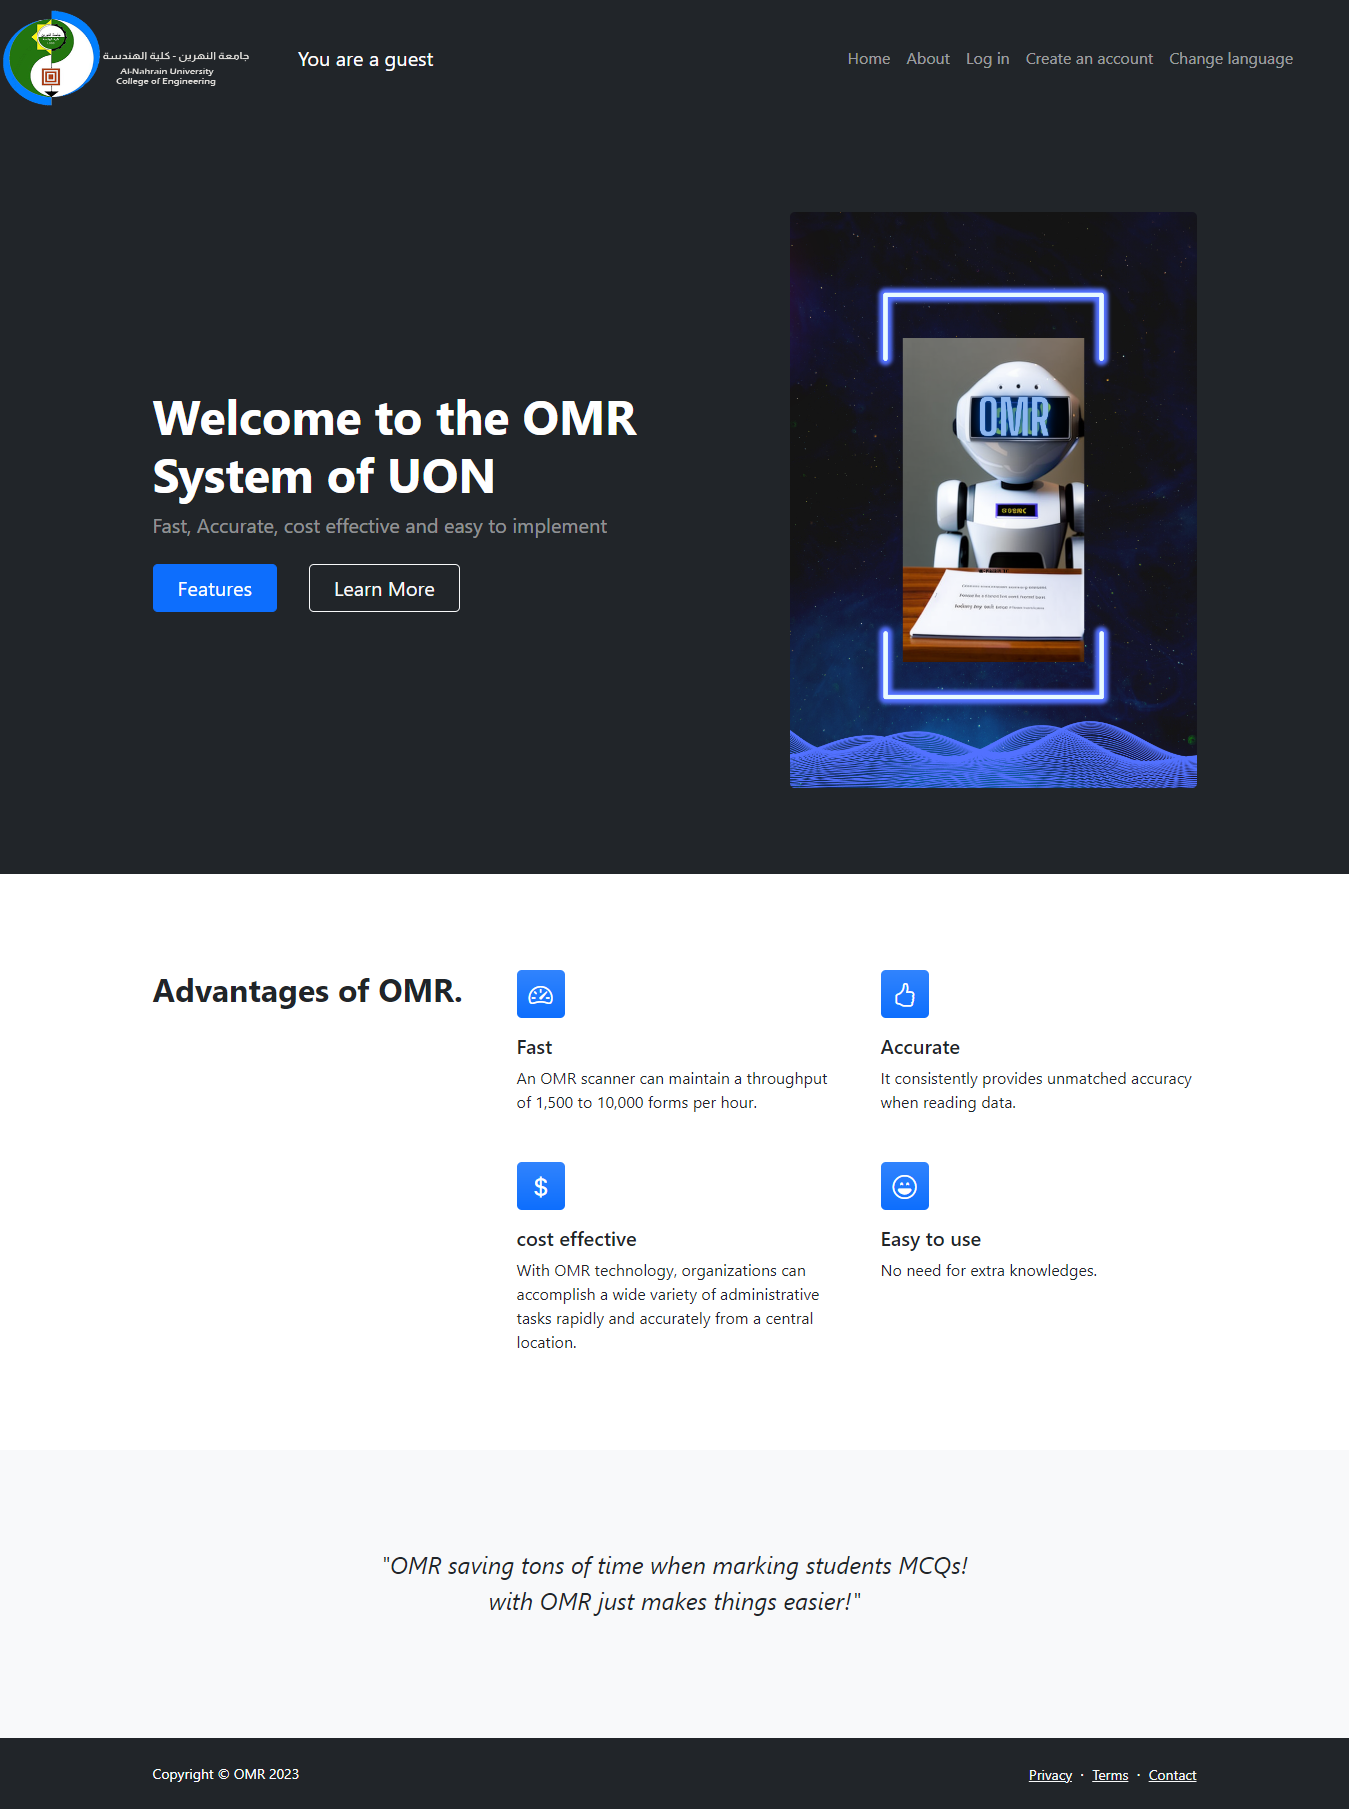 جامعة النهرين - كلية الهندسة
Al-Nahrain University
College of Engineering
You are a guest
Home About Log in Create an account Change language
Welcome to the OMR
System of UON
Fast, Accurate, cost effective and easy to implement
Features Learn More
OMR
Advantages of OMR.
Fast
An OMR scanner can maintain a throughput
of 1,500 to 10,000 forms per hour.
Accurate
It consistently provides unmatched accuracy
when reading data.
cost effective
With OMR technology, organizations can
accomplish a wide variety of administrative
tasks rapidly and accurately from a central
location.
Easy to use
No need for extra knowledges.
"OMR saving tons of time when marking students MCQs!
with OMR just makes things easier!"
Copyright © OMR 2023
Privacy · Terms · Contact